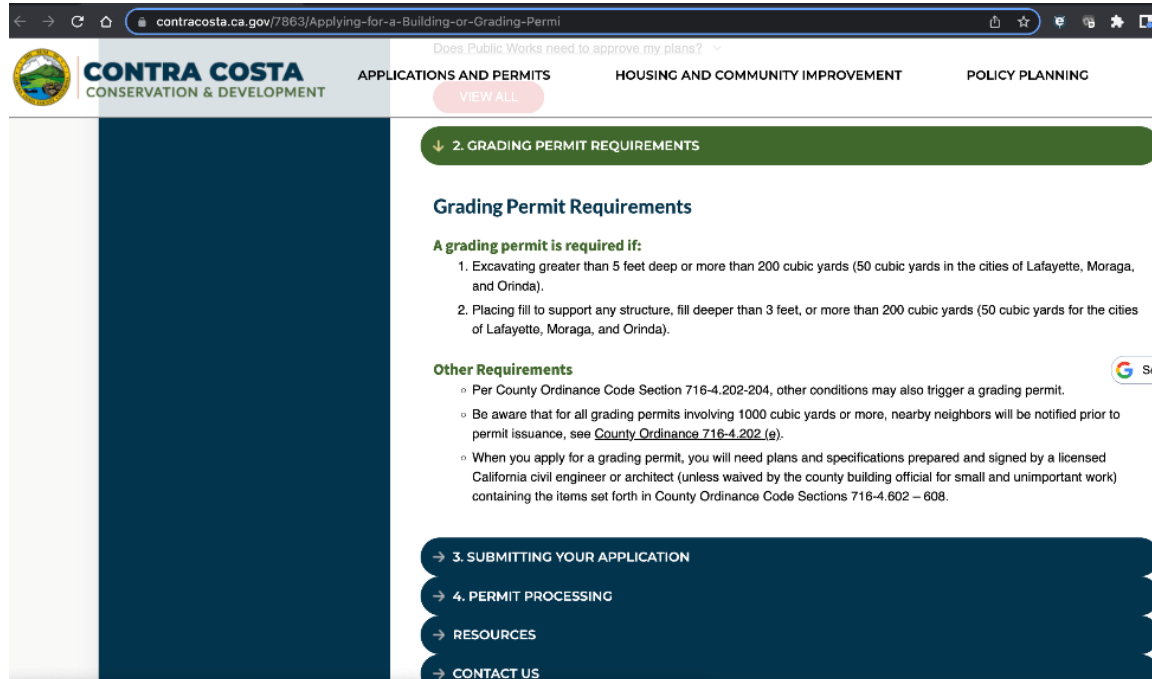 contracosta.ca.gov/7863/Applying-for-a-Building-or-Grading-Permi
Does Public Works need to approve my plans?
CONTRA COSTA
CONSERVATION & DEVELOPMENT
APPLICATIONS AND PERMITS
HOUSING AND COMMUNITY IMPROVEMENT
POLICY PLANNING
VIEW ALL
2. GRADING PERMIT REQUIREMENTS
Grading Permit Requirements
A grading permit is required if:
1. Excavating greater than 5 feet deep or more than 200 cubic yards (50 cubic yards in the cities of Lafayette, Moraga,
and Orinda).
2. Placing fill to support any structure, fill deeper than 3 feet, or more than 200 cubic yards (50 cubic yards for the cities
of Lafayette, Moraga, and Orinda).
Other Requirements
Per County Ordinance Code Section 716-4.202-204, other conditions may also trigger a grading permit.
Be aware that for all grading permits involving 1000 cubic yards or more, nearby neighbors will be notified prior to
permit issuance, see County Ordinance 716-4.202 (e).
When you apply for a grading permit, you will need plans and specifications prepared and signed by a licensed
California civil engineer or architect (unless waived by the county building official for small and unimportant work)
containing the items set forth in County Ordinance Code Sections 716-4.602 – 608.
3. SUBMITTING YOUR APPLICATION
4. PERMIT PROCESSING
RESOURCES
CONTACT US